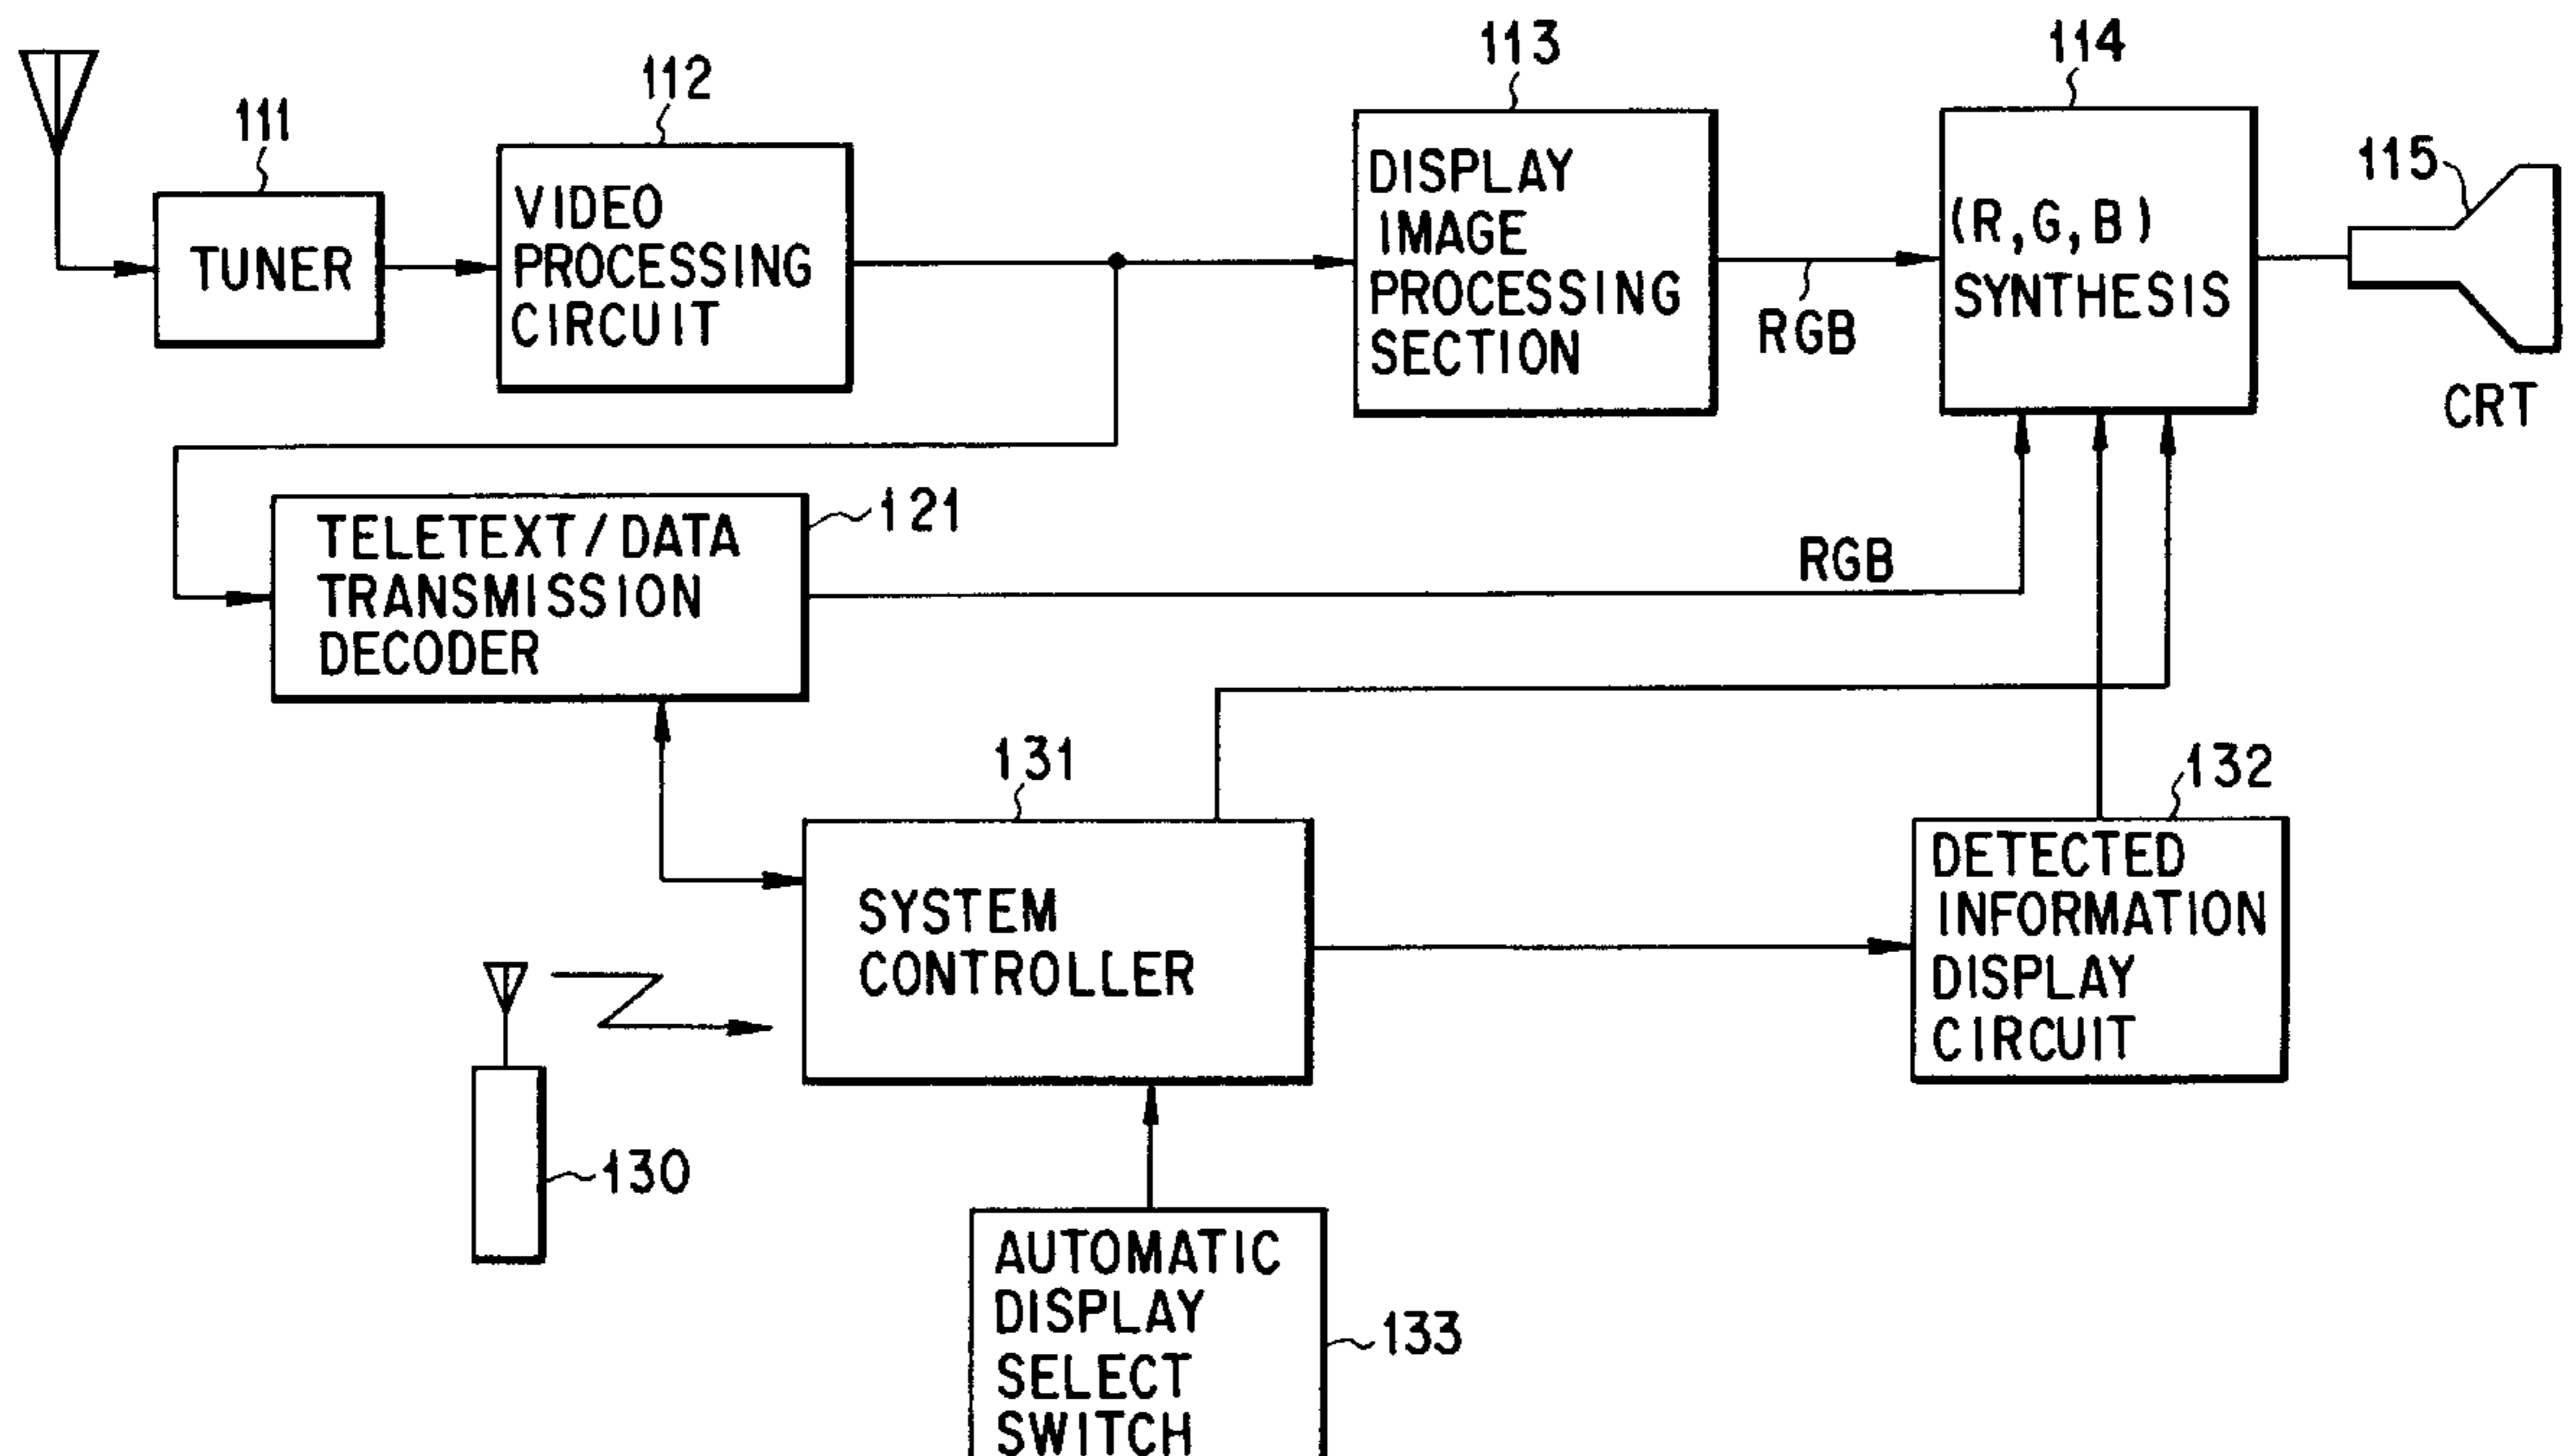 111
TUNER
112
VIDEO
PROCESSING
CIRCUIT
113
DISPLAY
IMAGE
PROCESSING
SECTION
RGB
114
(R,G,B)
SYNTHESIS
115
CRT
TELETEXT/DATA
TRANSMISSION
DECODER
121
RGB
131
SYSTEM
CONTROLLER
132
DETECTED
INFORMATION
DISPLAY
CIRCUIT
130
AUTOMATIC
DISPLAY
SELECT
SWITCH
133